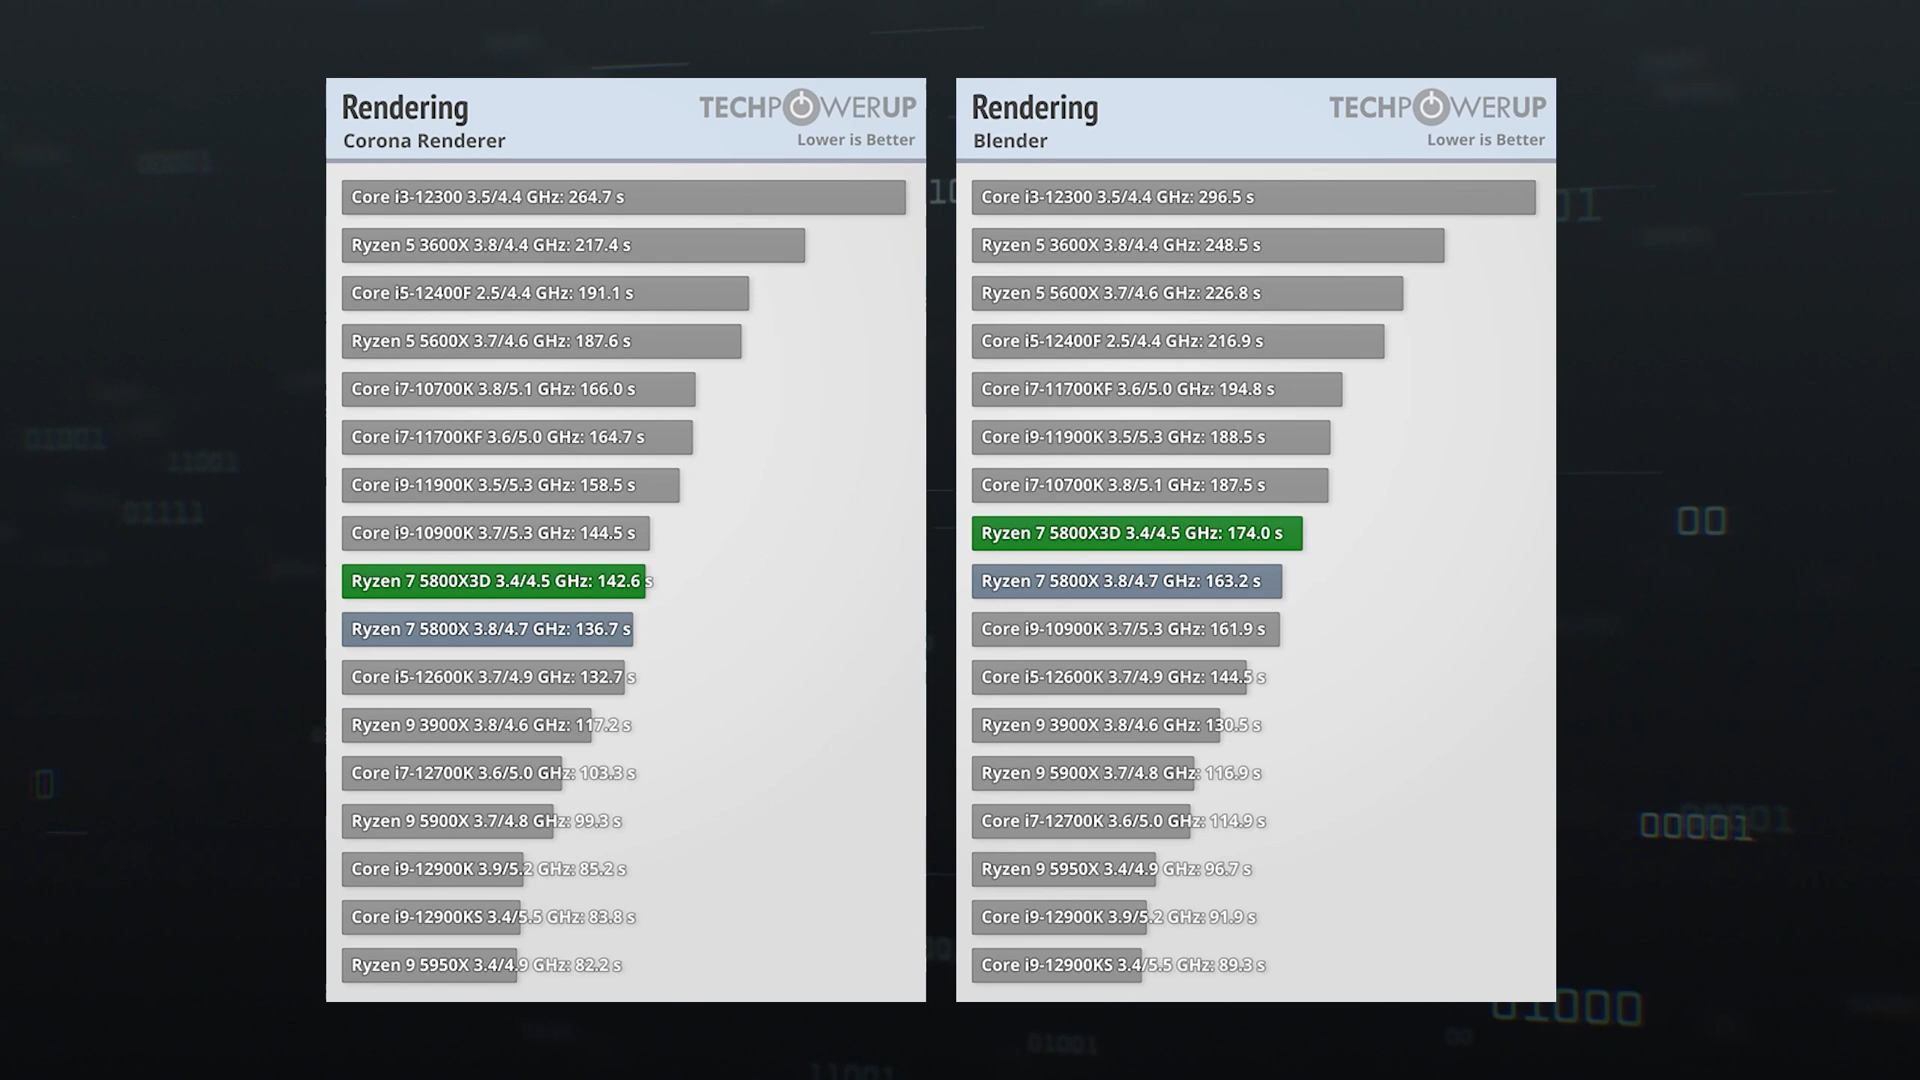 Rendering
TECHPOWERUP
Corona Renderer
Lower is Better
Core i3-12300 3.5/4.4 GHz: 264.7 s
Ryzen 5 3600X 3.8/4.4 GHz: 217.4 s
Core i5-12400F 2.5/4.4 GHz: 191.1 s
Ryzen 5 5600X 3.7/4.6 GHz: 187.6 s
Core i7-10700K 3.8/5.1 GHz: 166.0 s
Core i7-11700KF 3.6/5.0 GHz: 164.7 s
Core i9-11900K 3.5/5.3 GHz: 158.5 s
Core i9-10900K 3.7/5.3 GHz: 144.5 s
Ryzen 7 5800X3D 3.4/4.5 GHz: 142.6 s
Ryzen 7 5800X 3.8/4.7 GHz: 136.7 s
Core i5-12600K 3.7/4.9 GHz: 132.7 s
Ryzen 9 3900X 3.8/4.6 GHz: 117.2 s
Core i7-12700K 3.6/5.0 GHz: 103.3 s
Ryzen 9 5900X 3.7/4.8 GHz: 99.3 s
Core i9-12900K 3.9/5.2 GHz: 85.2 s
Core i9-12900KS 3.4/5.5 GHz: 83.8 s
Ryzen 9 5950X 3.4/4.9 GHz: 82.2 s
Rendering
TECHPOWERUP
Blender
Lower is Better
Core i3-12300 3.5/4.4 GHz: 296.5 s
Ryzen 5 3600X 3.8/4.4 GHz: 248.5 s
Ryzen 5 5600X 3.7/4.6 GHz: 226.8 s
Core i5-12400F 2.5/4.4 GHz: 216.9 s
Core i7-11700KF 3.6/5.0 GHz: 194.8 s
Core i9-11900K 3.5/5.3 GHz: 188.5 s
Core i7-10700K 3.8/5.1 GHz: 187.5 s
Ryzen 7 5800X3D 3.4/4.5 GHz: 174.0 s
Ryzen 7 5800X 3.8/4.7 GHz: 163.2 s
Core i9-10900K 3.7/5.3 GHz: 161.9 s
Core i5-12600K 3.7/4.9 GHz: 144.5 s
Ryzen 9 3900X 3.8/4.6 GHz: 130.5 s
Ryzen 9 5900X 3.7/4.8 GHz: 116.9 s
Core i7-12700K 3.6/5.0 GHz: 114.9 s
Ryzen 9 5950X 3.4/4.9 GHz: 96.7 s
Core i9-12900K 3.9/5.2 GHz: 91.9 s
Core i9-12900KS 3.4/5.5 GHz: 89.3 s
01001
11001
01111
0
00
00001
01000
01001
11001